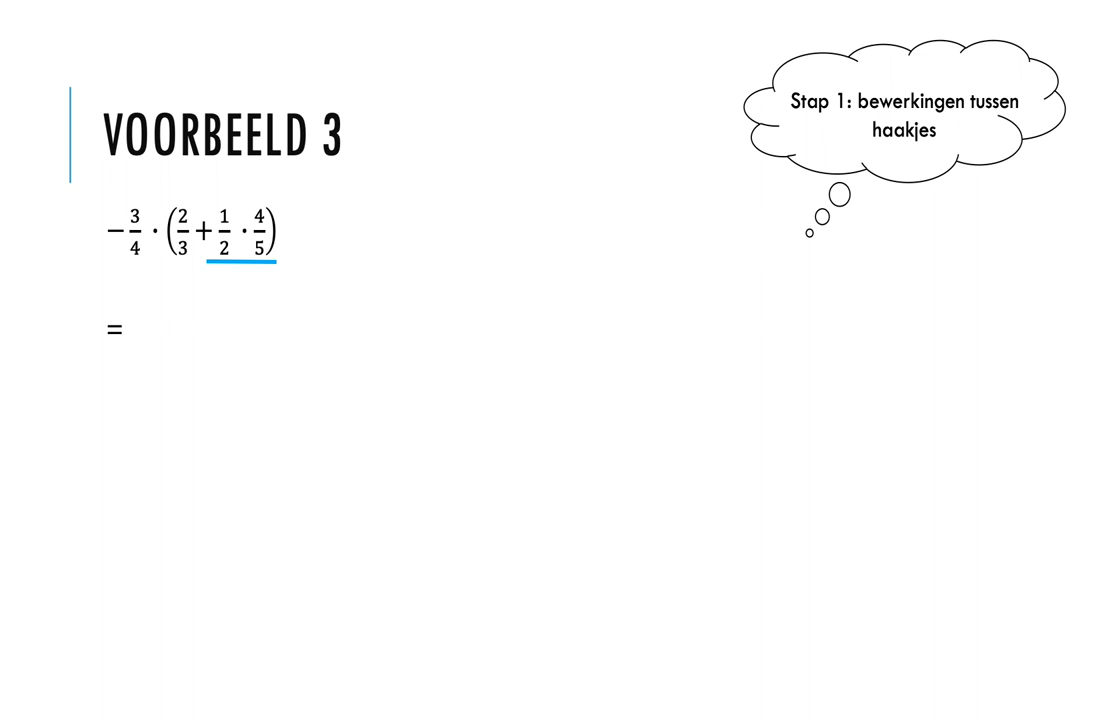 VOORBEELD 3
Stap 1: bewerkingen tussen
haakjes
−3/4 · (2/3 + 1/2 · 4/5)
=